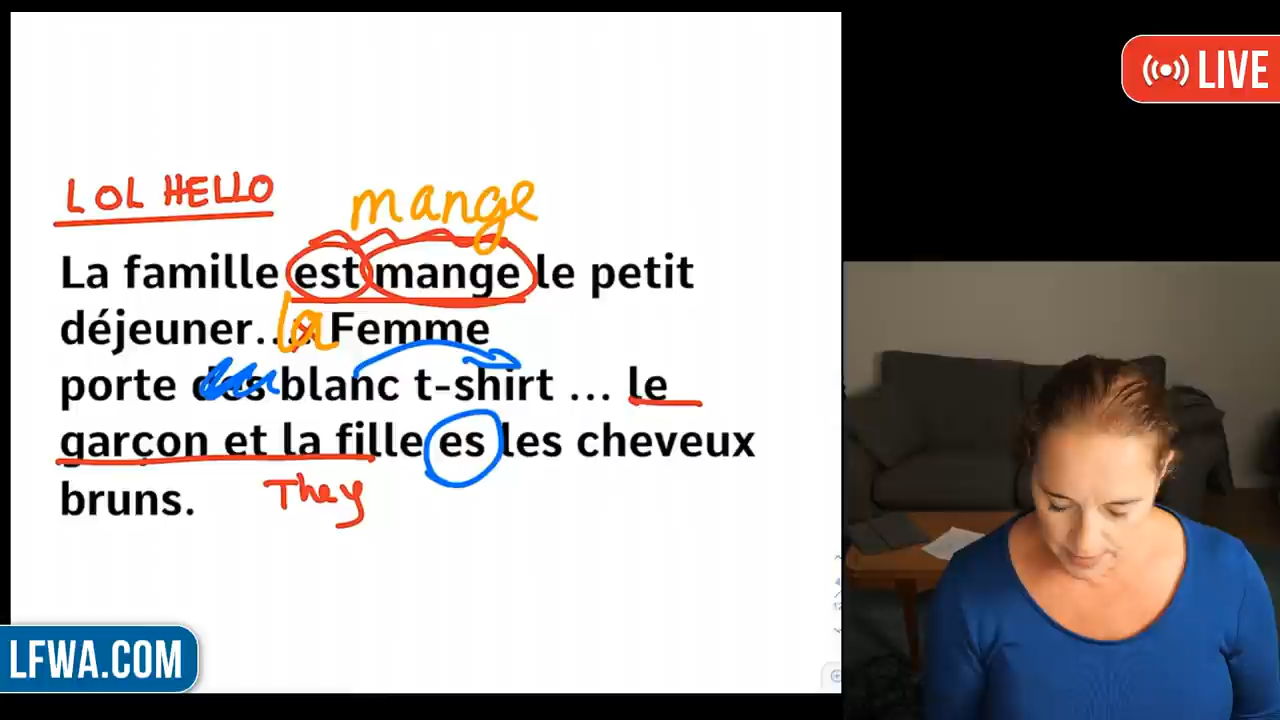 LIVE
LOL HELLO
mange
La famille est mange le petit
la
déjeuner... Femme
porte des blanc t-shirt ... le
garçon et la fille es les cheveux
They
bruns.
LFWA.COM